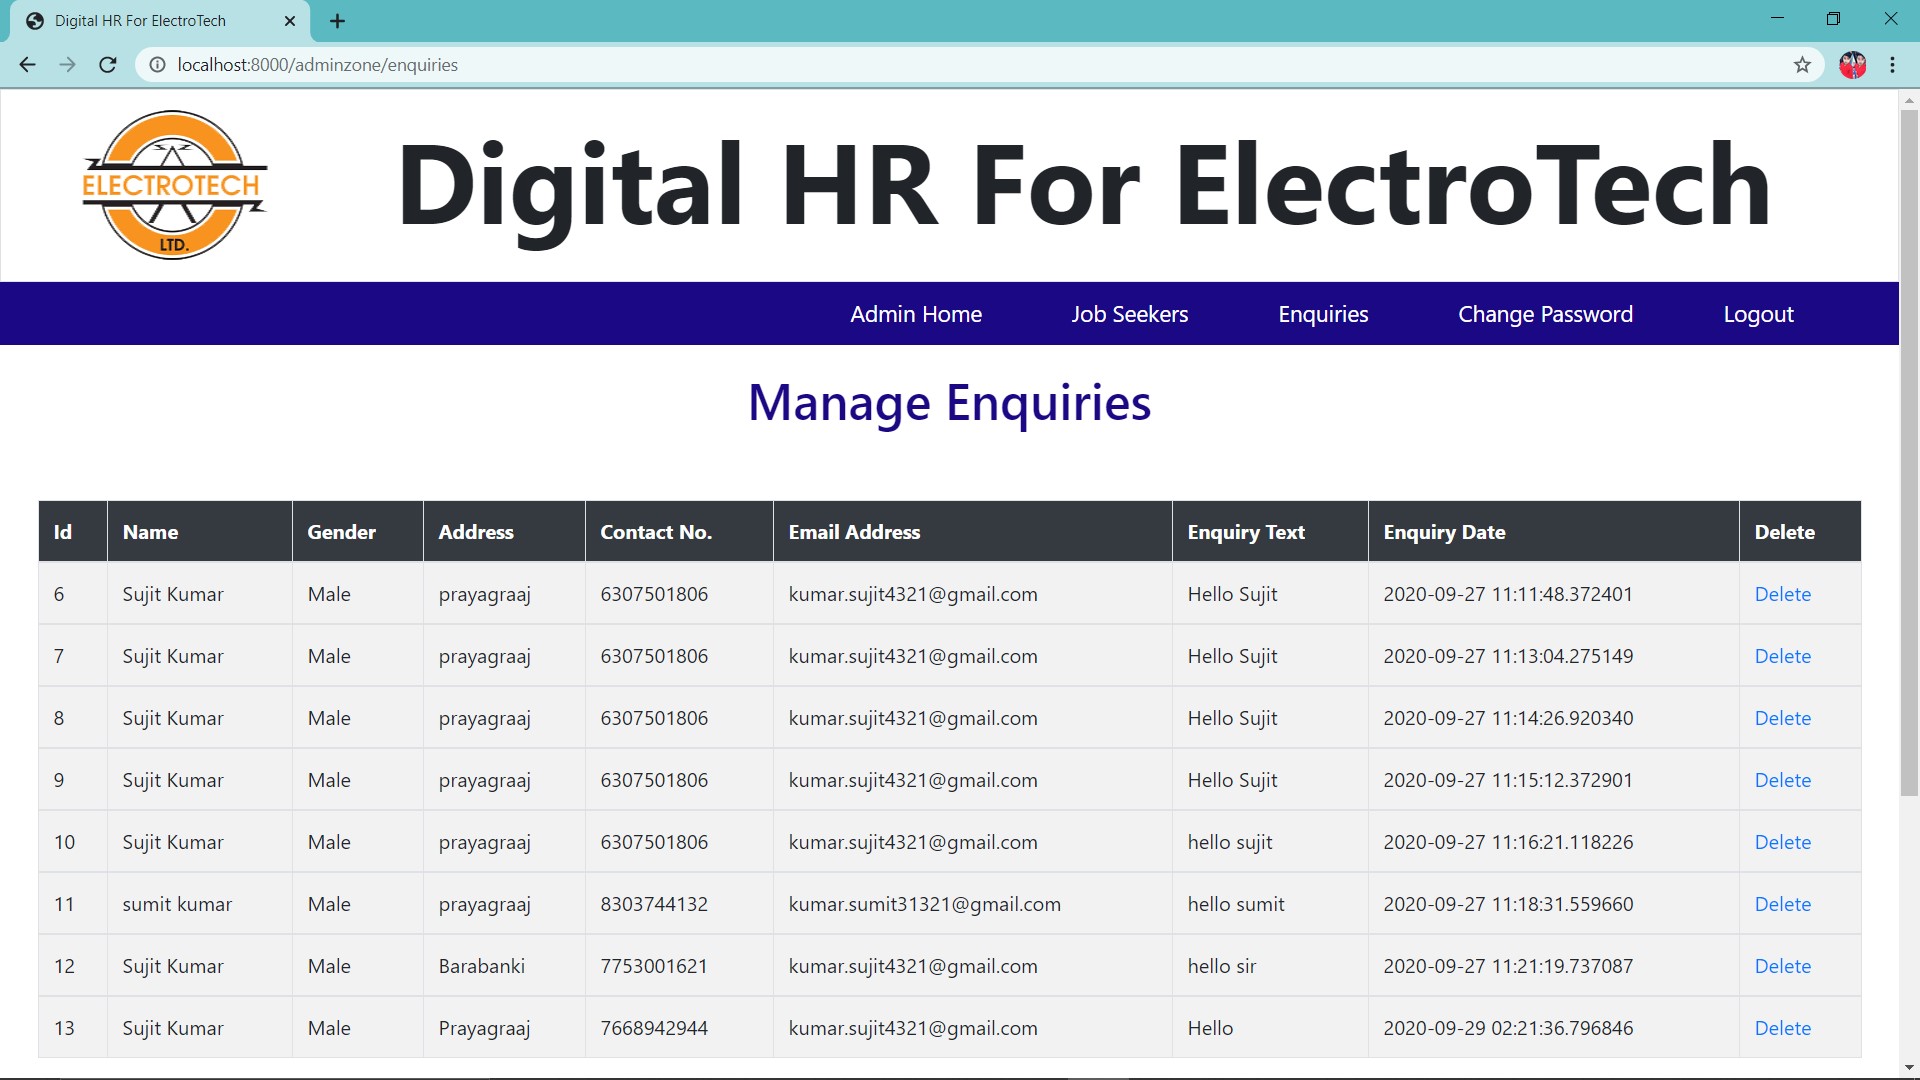 Digital HR For ElectroTech
localhost:8000/adminzone/enquiries
ELECTROTECH
LTD.
Digital HR For ElectroTech
Admin Home Job Seekers Enquiries Change Password Logout
Manage Enquiries
Id Name Gender Address Contact No. Email Address Enquiry Text Enquiry Date Delete
6 Sujit Kumar Male prayagraaj 6307501806 kumar.sujit4321@gmail.com Hello Sujit 2020-09-27 11:11:48.372401 Delete
7 Sujit Kumar Male prayagraaj 6307501806 kumar.sujit4321@gmail.com Hello Sujit 2020-09-27 11:13:04.275149 Delete
8 Sujit Kumar Male prayagraaj 6307501806 kumar.sujit4321@gmail.com Hello Sujit 2020-09-27 11:14:26.920340 Delete
9 Sujit Kumar Male prayagraaj 6307501806 kumar.sujit4321@gmail.com Hello Sujit 2020-09-27 11:15:12.372901 Delete
10 Sujit Kumar Male prayagraaj 6307501806 kumar.sujit4321@gmail.com hello sujit 2020-09-27 11:16:21.118226 Delete
11 sumit kumar Male prayagraaj 8303744132 kumar.sumit31321@gmail.com hello sumit 2020-09-27 11:18:31.559660 Delete
12 Sujit Kumar Male Barabanki 7753001621 kumar.sujit4321@gmail.com hello sir 2020-09-27 11:21:19.737087 Delete
13 Sujit Kumar Male Prayagraaj 7668942944 kumar.sujit4321@gmail.com Hello 2020-09-29 02:21:36.796846 Delete